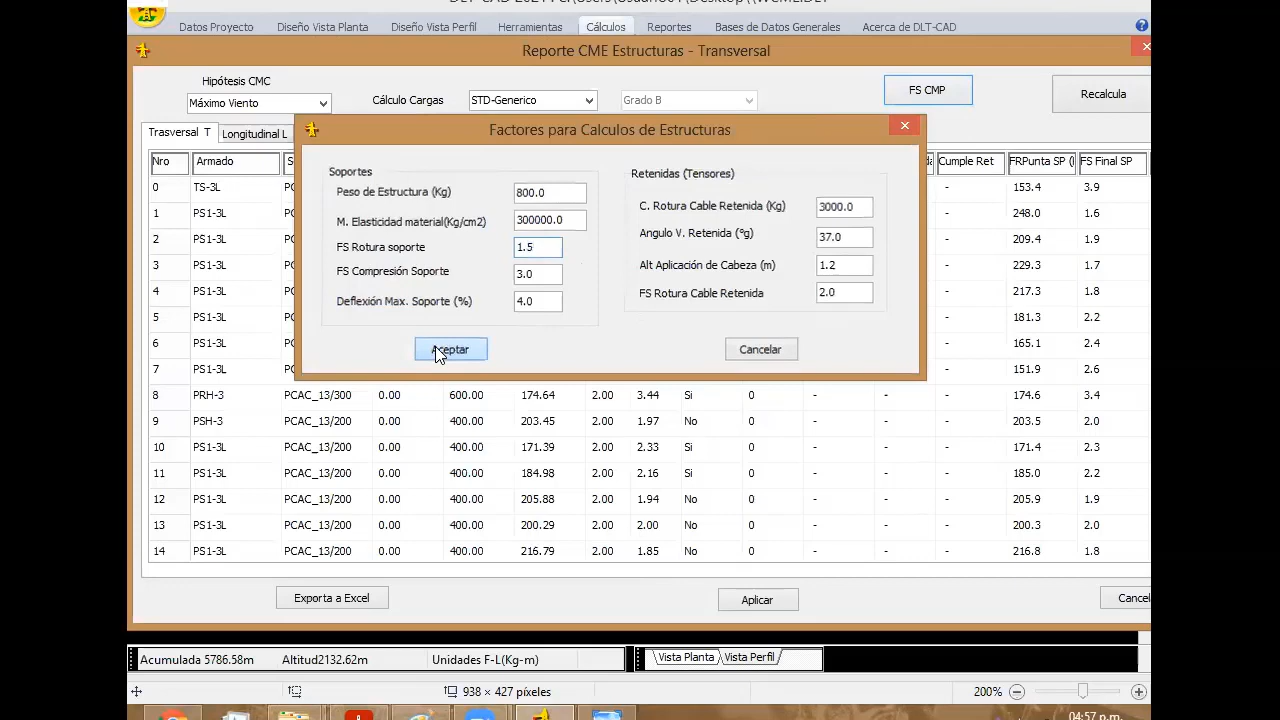 Datos Proyecto Diseño Vista Planta Diseño Vista Perfil Herramientas Cálculos Reportes Bases de Datos Generales Acerca de DLT-CAD
Reporte CME Estructuras - Transversal
Hipótesis CMC
Máximo Viento Cálculo Cargas STD-Generico Grado B FS CMP Recalcula
Trasversal T Longitudinal L
Factores para Calculos de Estructuras
Nro Armado Cumple Ret FRPunta SP ( FS Final SP
Soportes
Peso de Estructura (Kg) 800.0
M. Elasticidad material(Kg/cm2) 300000.0
FS Rotura soporte 1.5
FS Compresión Soporte 3.0
Deflexión Max. Soporte (%) 4.0
Retenidas (Tensores)
C. Rotura Cable Retenida (Kg) 3000.0
Angulo V. Retenida (°g) 37.0
Alt Aplicación de Cabeza (m) 1.2
FS Rotura Cable Retenida 2.0
Aceptar Cancelar
0 TS-3L - 153.4 3.9
1 PS1-3L - 248.0 1.6
2 PS1-3L - 209.4 1.9
3 PS1-3L - 229.3 1.7
4 PS1-3L - 217.3 1.8
5 PS1-3L - 181.3 2.2
6 PS1-3L - 165.1 2.4
7 PS1-3L - 151.9 2.6
8 PRH-3 PCAC_13/300 0.00 600.00 174.64 2.00 3.44 Si 0 - - - 174.6 3.4
9 PSH-3 PCAC_13/200 0.00 400.00 203.45 2.00 1.97 No 0 - - - 203.5 2.0
10 PS1-3L PCAC_13/200 0.00 400.00 171.39 2.00 2.33 Si 0 - - - 171.4 2.3
11 PS1-3L PCAC_13/200 0.00 400.00 184.98 2.00 2.16 Si 0 - - - 185.0 2.2
12 PS1-3L PCAC_13/200 0.00 400.00 205.88 2.00 1.94 No 0 - - - 205.9 1.9
13 PS1-3L PCAC_13/200 0.00 400.00 200.29 2.00 2.00 No 0 - - - 200.3 2.0
14 PS1-3L PCAC_13/200 0.00 400.00 216.79 2.00 1.85 No 0 - - - 216.8 1.8
Exporta a Excel Aplicar Cancel
Acumulada 5786.58m Altitud2132.62m Unidades F-L(Kg-m) Vista Planta Vista Perfil
938 × 427 píxeles 200%
04:57 p.m.